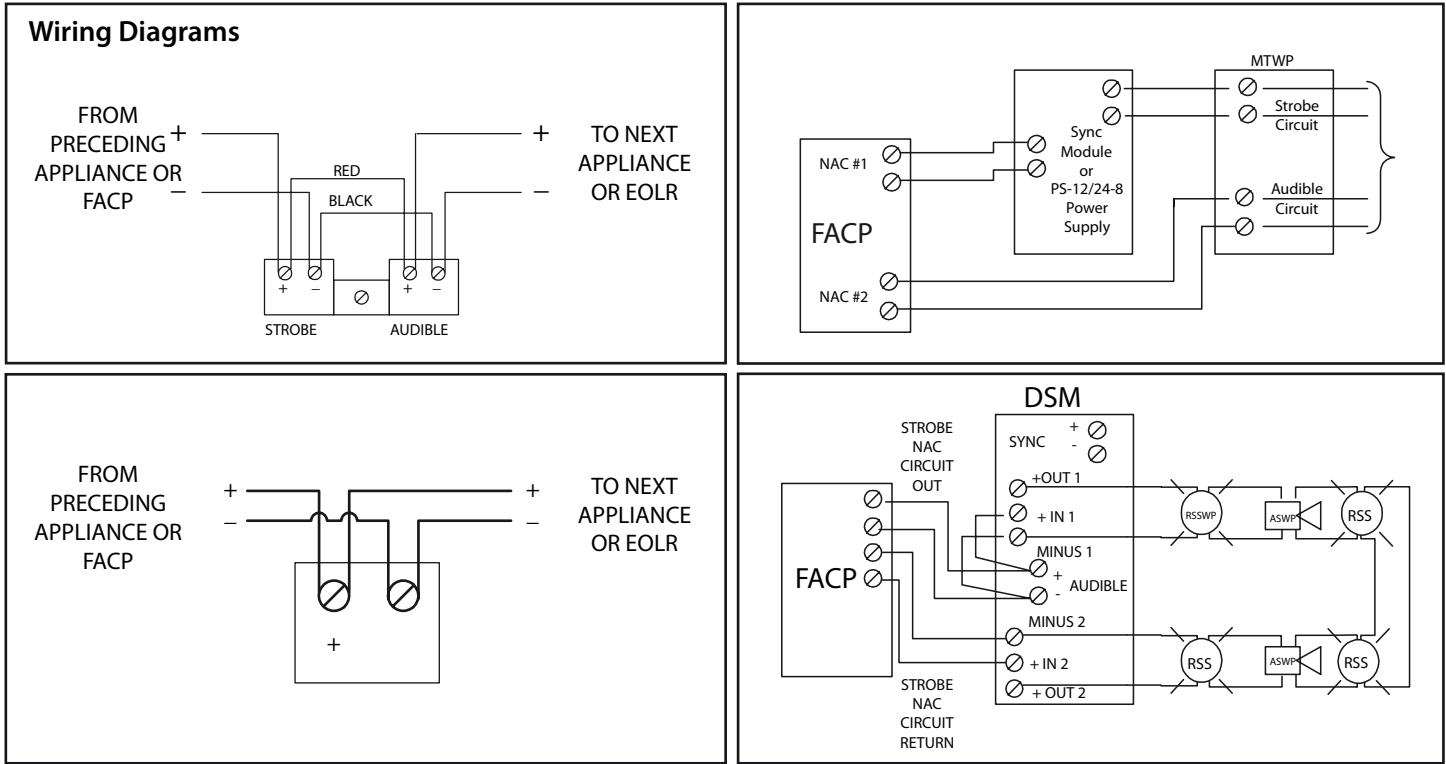 Wiring Diagrams
FROM
PRECEDING
APPLIANCE OR
FACP
+
−
RED
BLACK
+
−
TO NEXT
APPLIANCE
OR EOLR
+ − + −
STROBE
AUDIBLE
MTWP
NAC #1
FACP
NAC #2
Sync
Module
or
PS-12/24-8
Power
Supply
Strobe
Circuit
Audible
Circuit
FROM
PRECEDING
APPLIANCE OR
FACP
+
−
+
−
TO NEXT
APPLIANCE
OR EOLR
+
DSM
STROBE
NAC
CIRCUIT
OUT
FACP
STROBE
NAC
CIRCUIT
RETURN
SYNC
+
-
+OUT 1
+ IN 1
MINUS 1
+
AUDIBLE
-
MINUS 2
+ IN 2
+ OUT 2
RSSWP
ASWP
RSS
RSS
ASWP
RSS